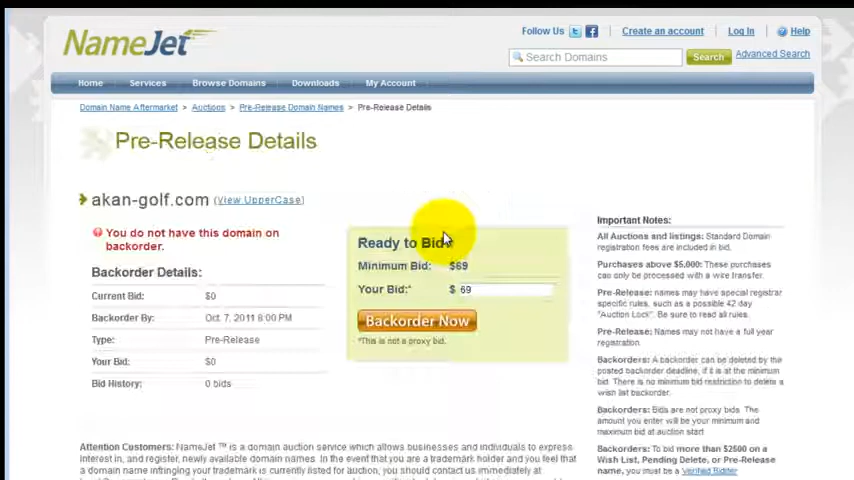 NameJet
Follow Us | Create an account | Log In | Help
Search Domains Search Advanced Search
Home Services Browse Domains Downloads My Account
Domain Name Aftermarket > Auctions > Pre-Release Domain Names > Pre-Release Details
Pre-Release Details
akan-golf.com (View UpperCase)
You do not have this domain on
backorder.
Backorder Details:
Current Bid: $0
Backorder By: Oct. 7, 2011 8:00 PM
Type: Pre-Release
Your Bid: $0
Bid History: 0 bids
Ready to Bid?
Minimum Bid: $69
Your Bid:* $ 69
Backorder Now
*This is not a proxy bid.
Important Notes:
All Auctions and listings: Standard Domain
registration fees are included in bid.
Purchases above $5,000: These purchases
can only be processed with a wire transfer.
Pre-Release: names may have special registrar
specific rules, such as a possible 42 day
"Auction Lock". Be sure to read all rules.
Pre-Release: Names may not have a full year
registration.
Backorders: A backorder can be deleted by the
posted backorder deadline, if it is at the minimum
bid. There is no minimum bid restriction to delete a
wish list backorder.
Backorders: Bids are not proxy bids. The
amount you enter will be your minimum and
maximum bid at auction start
Backorders: To bid more than $2500 on a
Wish List, Pending Delete, or Pre-Release
name, you must be a Verified Bidder
Attention Customers: NameJet ™ is a domain auction service which allows businesses and individuals to express
interest in, and register, newly available domain names. In the event that you are a trademark holder and you feel that
a domain name infringing your trademark is currently listed for auction, you should contact us immediately at